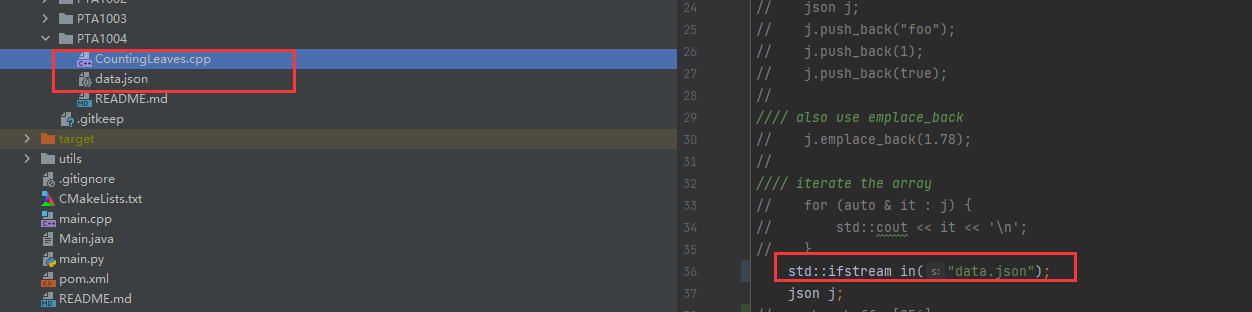 PTA1002
PTA1003
PTA1004
CountingLeaves.cpp
data.json
README.md
.gitkeep
target
utils
.gitignore
CMakeLists.txt
main.cpp
Main.java
main.py
pom.xml
README.md
24 // json j;
25 // j.push_back("foo");
26 // j.push_back(1);
27 // j.push_back(true);
28 //
29 //// also use emplace_back
30 // j.emplace_back(1.78);
31 //
32 //// iterate the array
33 // for (auto & it : j) {
34 // std::cout << it << '\n';
35 // }
36 std::ifstream in( s: "data.json");
37 json j;